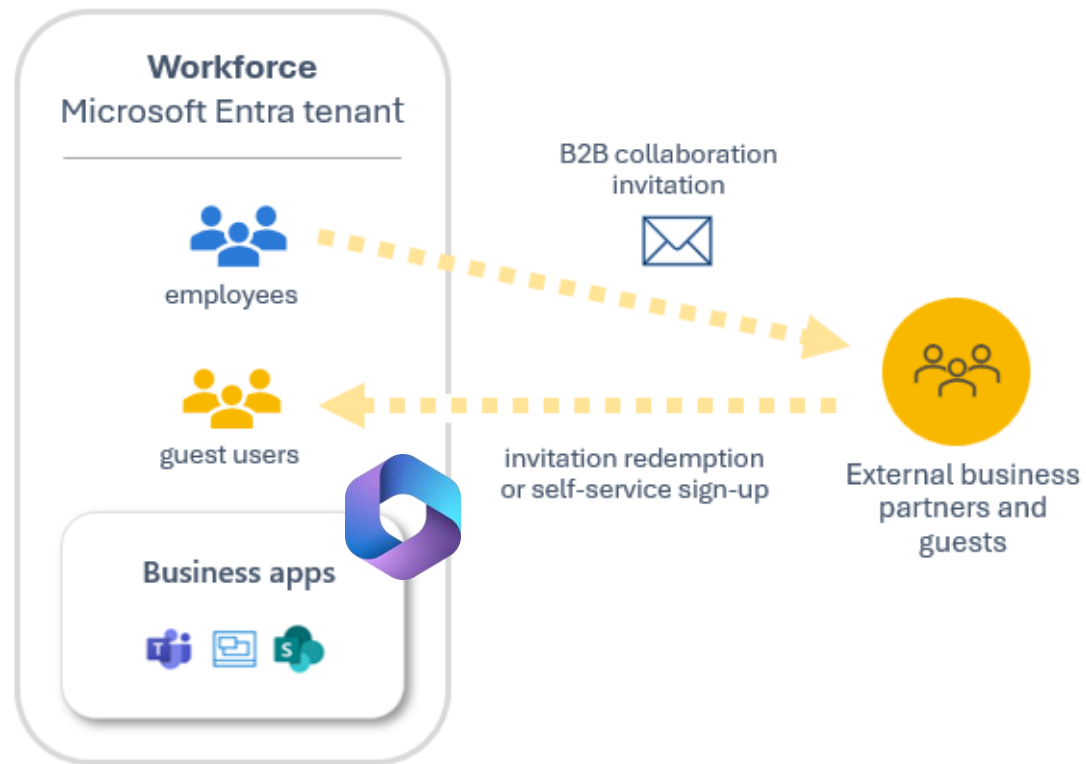 Workforce
Microsoft Entra tenant
B2B collaboration
invitation
employees
guest users
invitation redemption
or self-service sign-up
External business
partners and
guests
Business apps
T
S